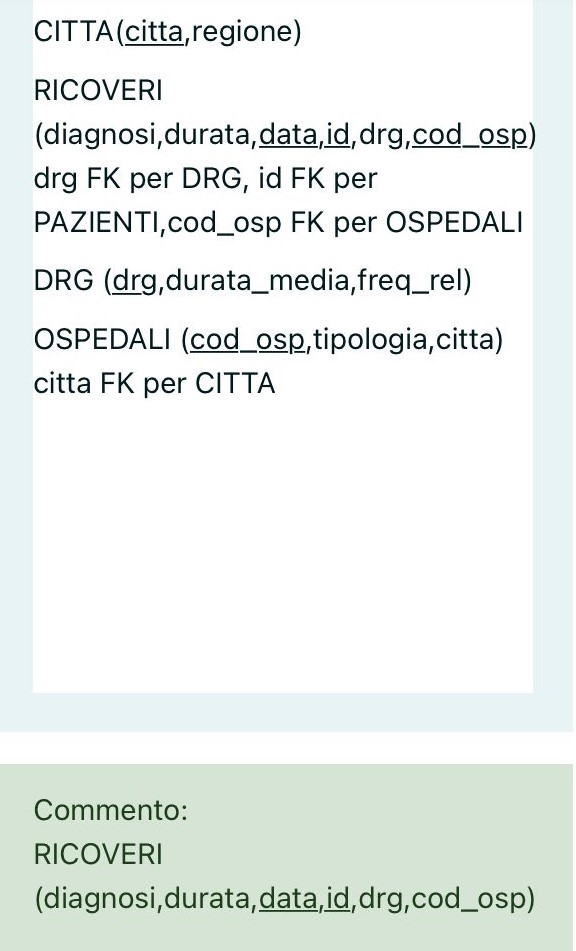 CITTA(citta,regione)
RICOVERI
(diagnosi,durata,data,id,drg,cod_osp)
drg FK per DRG, id FK per
PAZIENTI,cod_osp FK per OSPEDALI
DRG (drg,durata_media,freq_rel)
OSPEDALI (cod_osp,tipologia,citta)
citta FK per CITTA
Commento:
RICOVERI
(diagnosi,durata,data,id,drg,cod_osp)